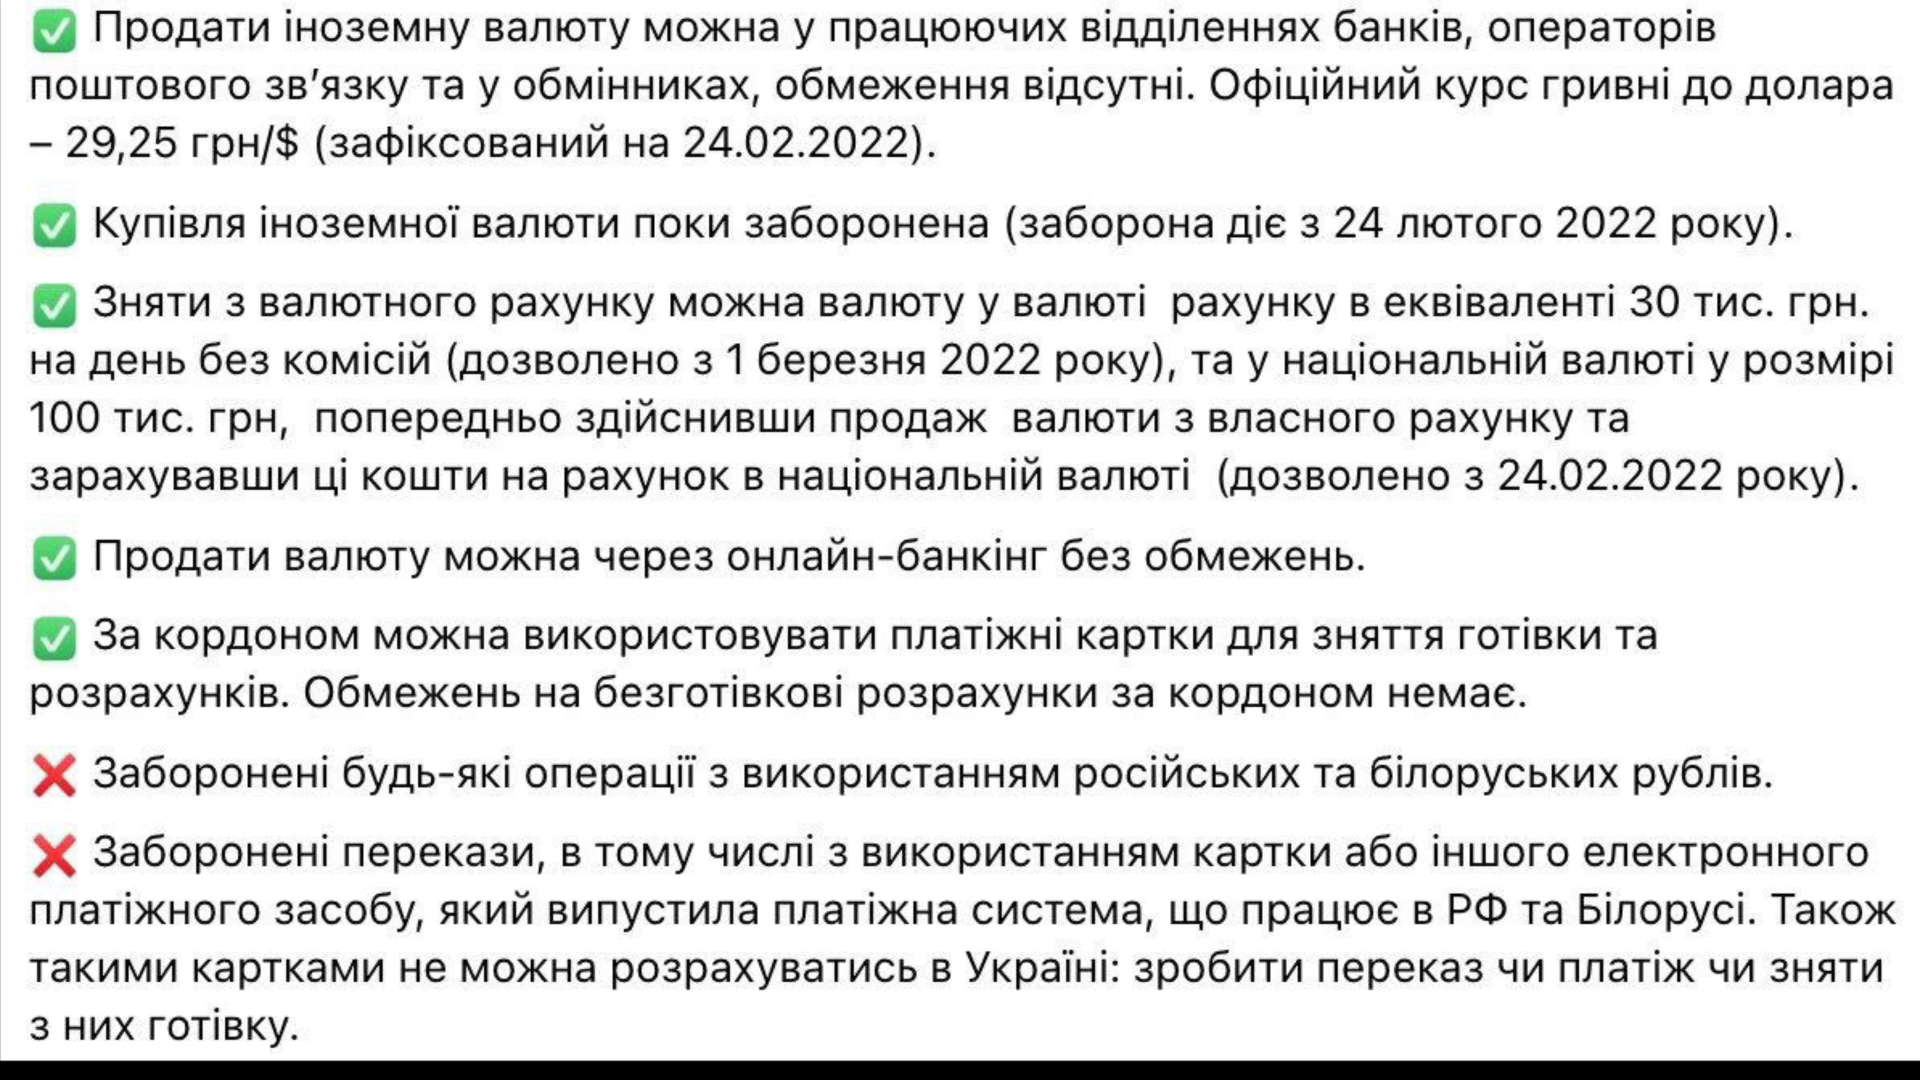 ✅ Продати іноземну валюту можна у працюючих відділеннях банків, операторів
поштового зв’язку та у обмінниках, обмеження відсутні. Офіційний курс гривні до долара
– 29,25 грн/$ (зафіксований на 24.02.2022).
✅ Купівля іноземної валюти поки заборонена (заборона діє з 24 лютого 2022 року).
✅ Зняти з валютного рахунку можна валюту у валюті  рахунку в еквіваленті 30 тис. грн.
на день без комісій (дозволено з 1 березня 2022 року), та у національній валюті у розмірі
100 тис. грн,  попередньо здійснивши продаж  валюти з власного рахунку та
зарахувавши ці кошти на рахунок в національній валюті  (дозволено з 24.02.2022 року).
✅ Продати валюту можна через онлайн-банкінг без обмежень.
✅ За кордоном можна використовувати платіжні картки для зняття готівки та
розрахунків. Обмежень на безготівкові розрахунки за кордоном немає.
❌ Заборонені будь-які операції з використанням російських та білоруських рублів.
❌ Заборонені перекази, в тому числі з використанням картки або іншого електронного
платіжного засобу, який випустила платіжна система, що працює в РФ та Білорусі. Також
такими картками не можна розрахуватись в Україні: зробити переказ чи платіж чи зняти
з них готівку.